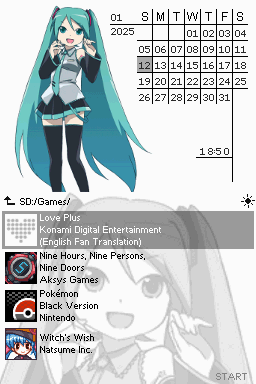 01 S M T W T F S
2025 01 02 03 04
05 06 07 08 09 10 11
12 13 14 15 16 17 18
19 20 21 22 23 24 25
26 27 28 29 30 31
18:50
SD:/Games/
Love Plus
Konami Digital Entertainment
(English Fan Translation)
Nine Hours, Nine Persons,
Nine Doors
Aksys Games
Pokémon
Black Version
Nintendo
Witch's Wish
Natsume Inc.
START